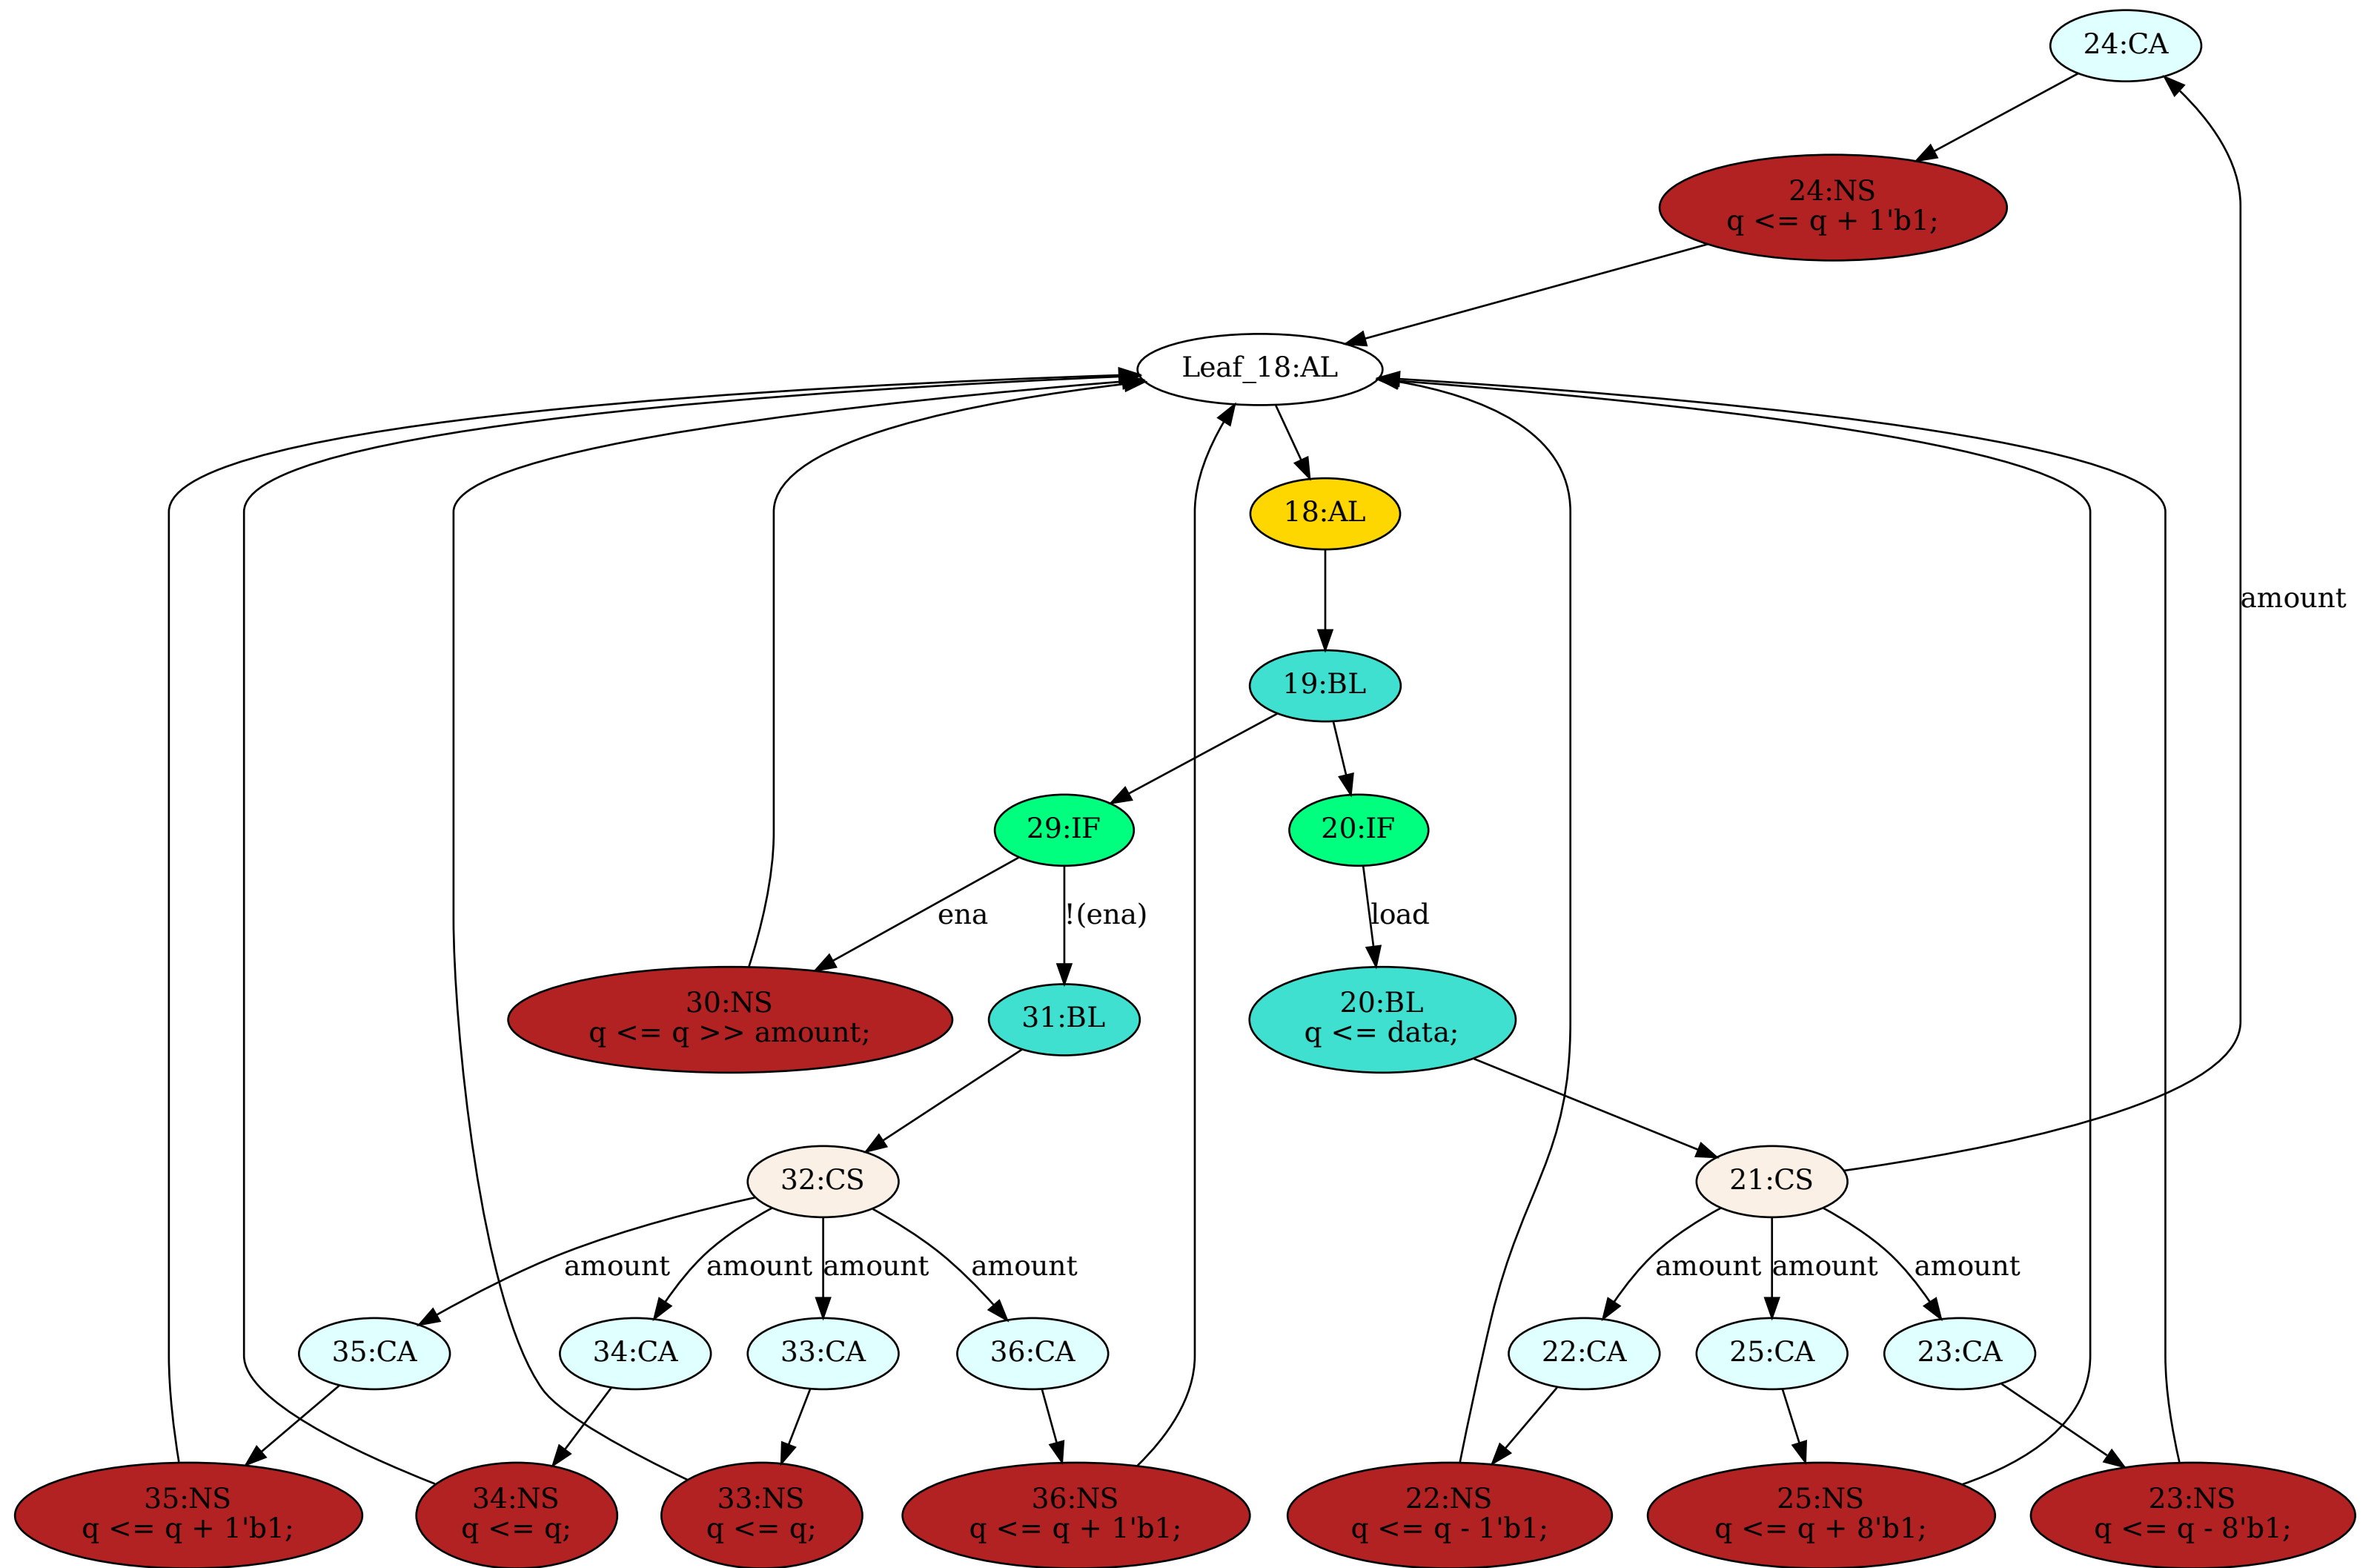 24:CA
24:NS
q <= q + 1'b1;
Leaf_18:AL
18:AL
amount
19:BL
29:IF
20:IF
ena
!(ena)
load
30:NS
q <= q >> amount;
31:BL
20:BL
q <= data;
32:CS
21:CS
amount
amount
amount
amount
amount
amount
amount
35:CA
34:CA
33:CA
36:CA
22:CA
25:CA
23:CA
35:NS
q <= q + 1'b1;
34:NS
q <= q;
33:NS
q <= q;
36:NS
q <= q + 1'b1;
22:NS
q <= q - 1'b1;
25:NS
q <= q + 8'b1;
23:NS
q <= q - 8'b1;